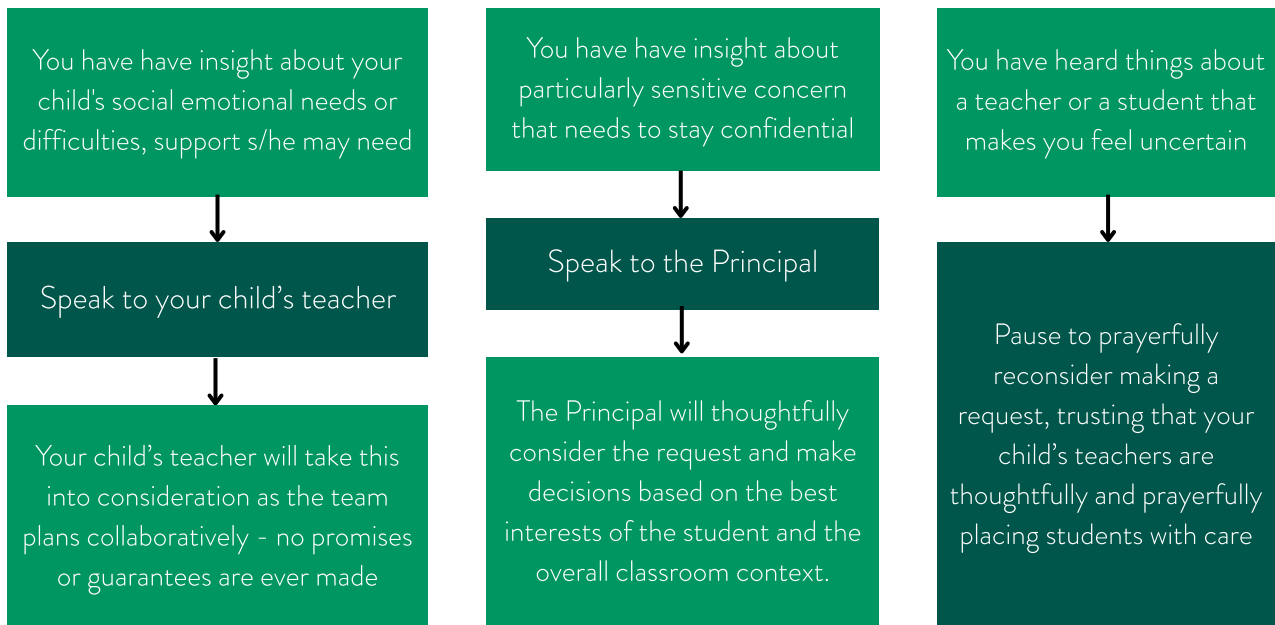 You have have insight about your
child's social emotional needs or
difficulties, support s/he may need
Speak to your child’s teacher
Your child’s teacher will take this
into consideration as the team
plans collaboratively - no promises
or guarantees are ever made
You have have insight about
particularly sensitive concern
that needs to stay confidential
Speak to the Principal
The Principal will thoughtfully
consider the request and make
decisions based on the best
interests of the student and the
overall classroom context.
You have heard things about
a teacher or a student that
makes you feel uncertain
Pause to prayerfully
reconsider making a
request, trusting that your
child’s teachers are
thoughtfully and prayerfully
placing students with care